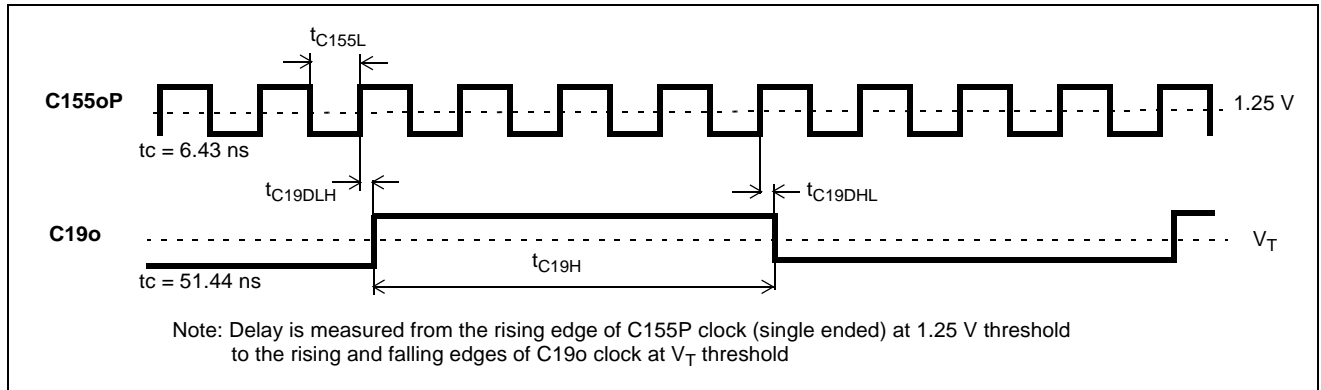 tC155L
C155oP
1.25 V
tc = 6.43 ns
tC19DLH
tC19DHL
C19o
VT
tC19H
tc = 51.44 ns
Note: Delay is measured from the rising edge of C155P clock (single ended) at 1.25 V threshold
to the rising and falling edges of C19o clock at VT threshold